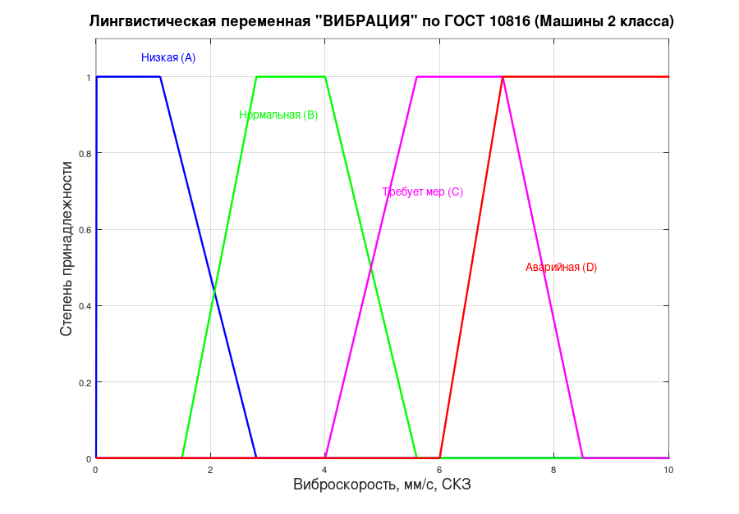 Лингвистическая переменная "ВИБРАЦИЯ" по ГОСТ 10816 (Машины 2 класса)
Низкая (A)
Нормальная (B)
Требует мер (C)
Аварийная (D)
Степень принадлежности
1
0.8
0.6
0.4
0.2
0
0 2 4 6 8 10
Виброскорость, мм/с, СКЗ